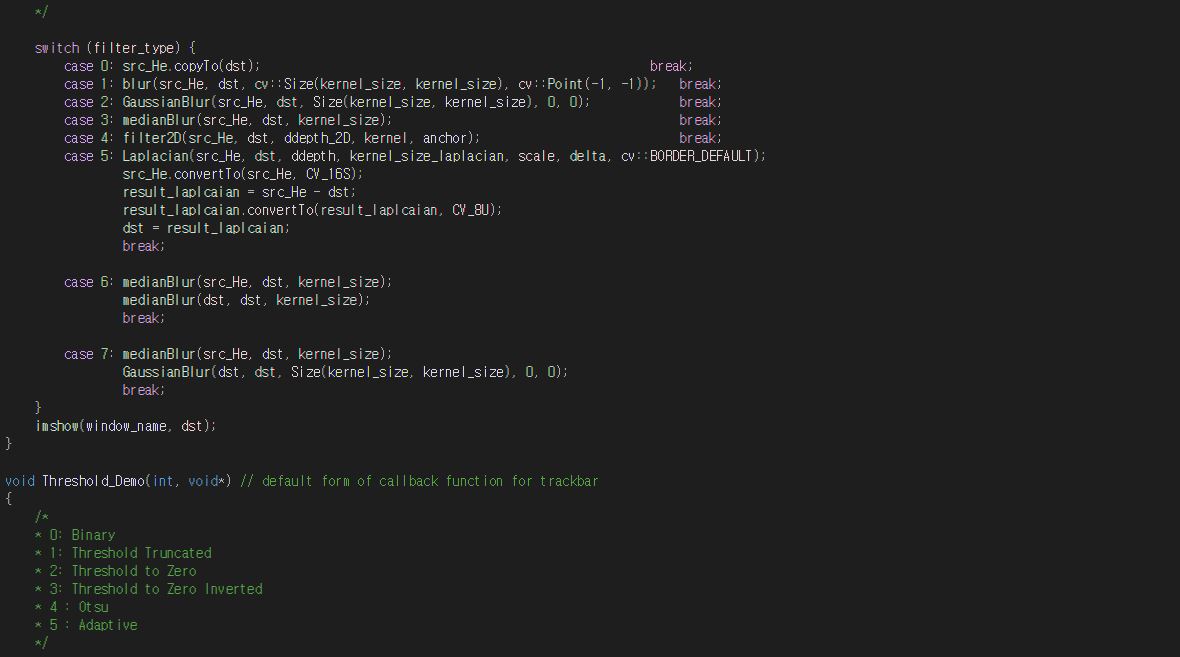 */
switch (filter_type) {
case 0: src_He.copyTo(dst); break;
case 1: blur(src_He, dst, cv::Size(kernel_size, kernel_size), cv::Point(-1, -1)); break;
case 2: GaussianBlur(src_He, dst, Size(kernel_size, kernel_size), 0, 0); break;
case 3: medianBlur(src_He, dst, kernel_size); break;
case 4: filter2D(src_He, dst, ddepth_2D, kernel, anchor); break;
case 5: Laplacian(src_He, dst, ddepth, kernel_size_laplacian, scale, delta, cv::BORDER_DEFAULT);
src_He.convertTo(src_He, CV_16S);
result_laplcaian = src_He - dst;
result_laplcaian.convertTo(result_laplcaian, CV_8U);
dst = result_laplcaian;
break;
case 6: medianBlur(src_He, dst, kernel_size);
medianBlur(dst, dst, kernel_size);
break;
case 7: medianBlur(src_He, dst, kernel_size);
GaussianBlur(dst, dst, Size(kernel_size, kernel_size), 0, 0);
break;
}
imshow(window_name, dst);
}
void Threshold_Demo(int, void*) // default form of callback function for trackbar
{
/*
* 0: Binary
* 1: Threshold Truncated
* 2: Threshold to Zero
* 3: Threshold to Zero Inverted
* 4 : Otsu
* 5 : Adaptive
*/